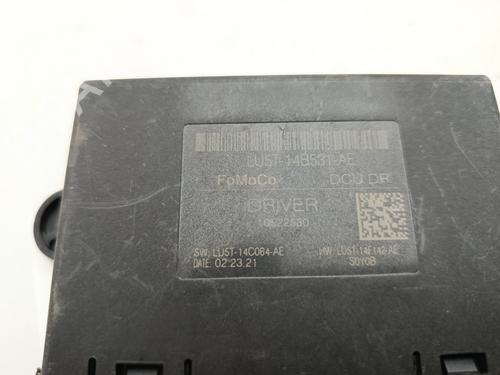 LU5T-14B531-AE
FoMoCo DCU DR
DRIVER
10522530
SW: LU5T-14C064-AE HW: LU5T-14F142-AE
DATE: 02.23.21 S0Y0B